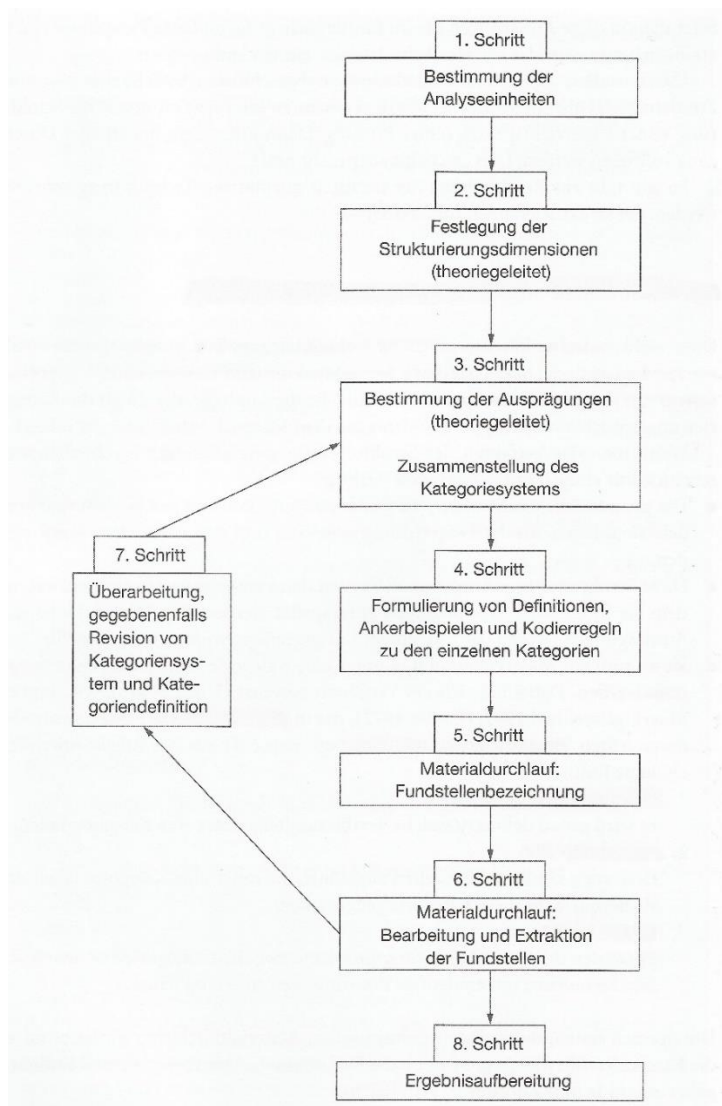 1. Schritt
Bestimmung der
Analyseeinheiten
2. Schritt
Festlegung der
Strukturierungsdimensionen
(theoriegeleitet)
3. Schritt
Bestimmung der Ausprägungen
(theoriegeleitet)
Zusammenstellung des
Kategoriesystems
7. Schritt
Überarbeitung,
gegebenenfalls
Revision von
Kategoriensys-
tem und Kate-
goriendefinition
4. Schritt
Formulierung von Definitionen,
Ankerbeispielen und Kodierregeln
zu den einzelnen Kategorien
5. Schritt
Materialdurchlauf:
Fundstellenbezeichnung
6. Schritt
Materialdurchlauf:
Bearbeitung und Extraktion
der Fundstellen
8. Schritt
Ergebnisaufbereitung